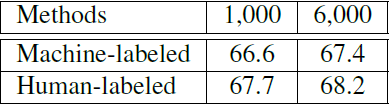 Methods 1,000 6,000
Machine-labeled 66.6 67.4
Human-labeled 67.7 68.2